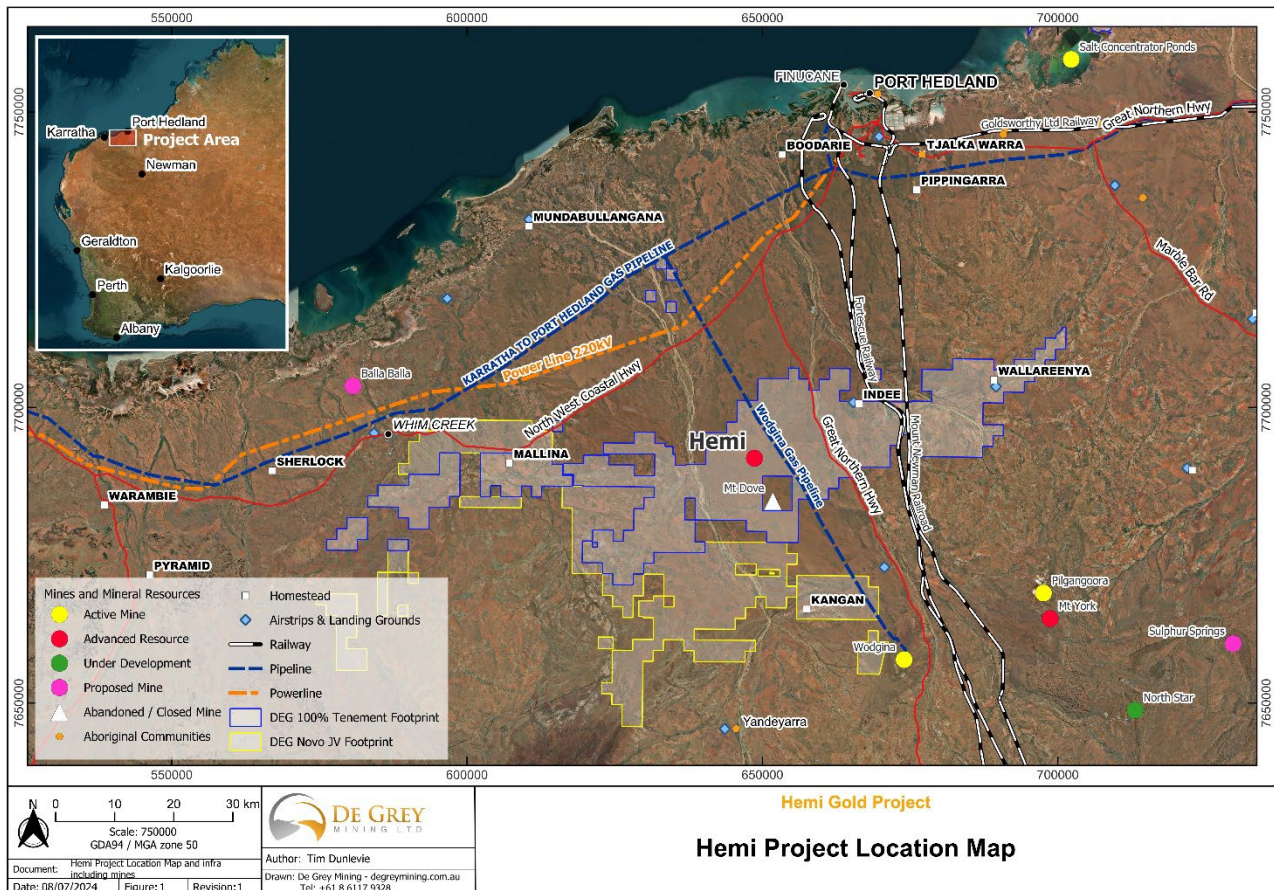 550000
600000
650000
700000
7750000
7700000
7650000
7750000
7700000
7650000
Karratha
Port Hedland
Project Area
Newman
Geraldton
Kalgoorlie
Perth
Albany
Salt Concentrator Ponds
FINUCANE
PORT HEDLAND
Goldsworthy Ltd Railway
Great Northern Hwy
BOODARIE
TJALKA WARRA
PIPPINGARRA
MUNDABULLANGANA
Marble Bar Rd
KARRATHA TO PORT HEDLAND GAS PIPELINE
Power Line 220kV
North West Coastal Hwy
Fortescue Railway
Balla Balla
WALLAREENYA
INDEE
WHIM CREEK
Wodgina Gas Pipeline
Great Northern Hwy
Mount Newman Railroad
Hemi
SHERLOCK
MALLINA
Mt Dove
WARAMBIE
PYRAMID
KANGAN
Pilgangoora
Mt York
Sulphur Springs
Wodgina
North Star
Yandeyarra
Mines and Mineral Resources
Active Mine
Advanced Resource
Under Development
Proposed Mine
Abandoned / Closed Mine
Aboriginal Communities
Homestead
Airstrips & Landing Grounds
Railway
Pipeline
Powerline
DEG 100% Tenement Footprint
DEG Novo JV Footprint
550000
600000
650000
700000
N
0 10 20 30 km
Scale: 750000
GDA94 / MGA zone 50
Document: Hemi Project Location Map and infra
including mines
Date: 08/07/2024 Figure: 1 Revision: 1
DE GREY
MINING LTD
Author: Tim Dunlevie
Drawn: De Grey Mining - degreymining.com.au
Tel: +61 8 6117 9328
Hemi Gold Project
Hemi Project Location Map